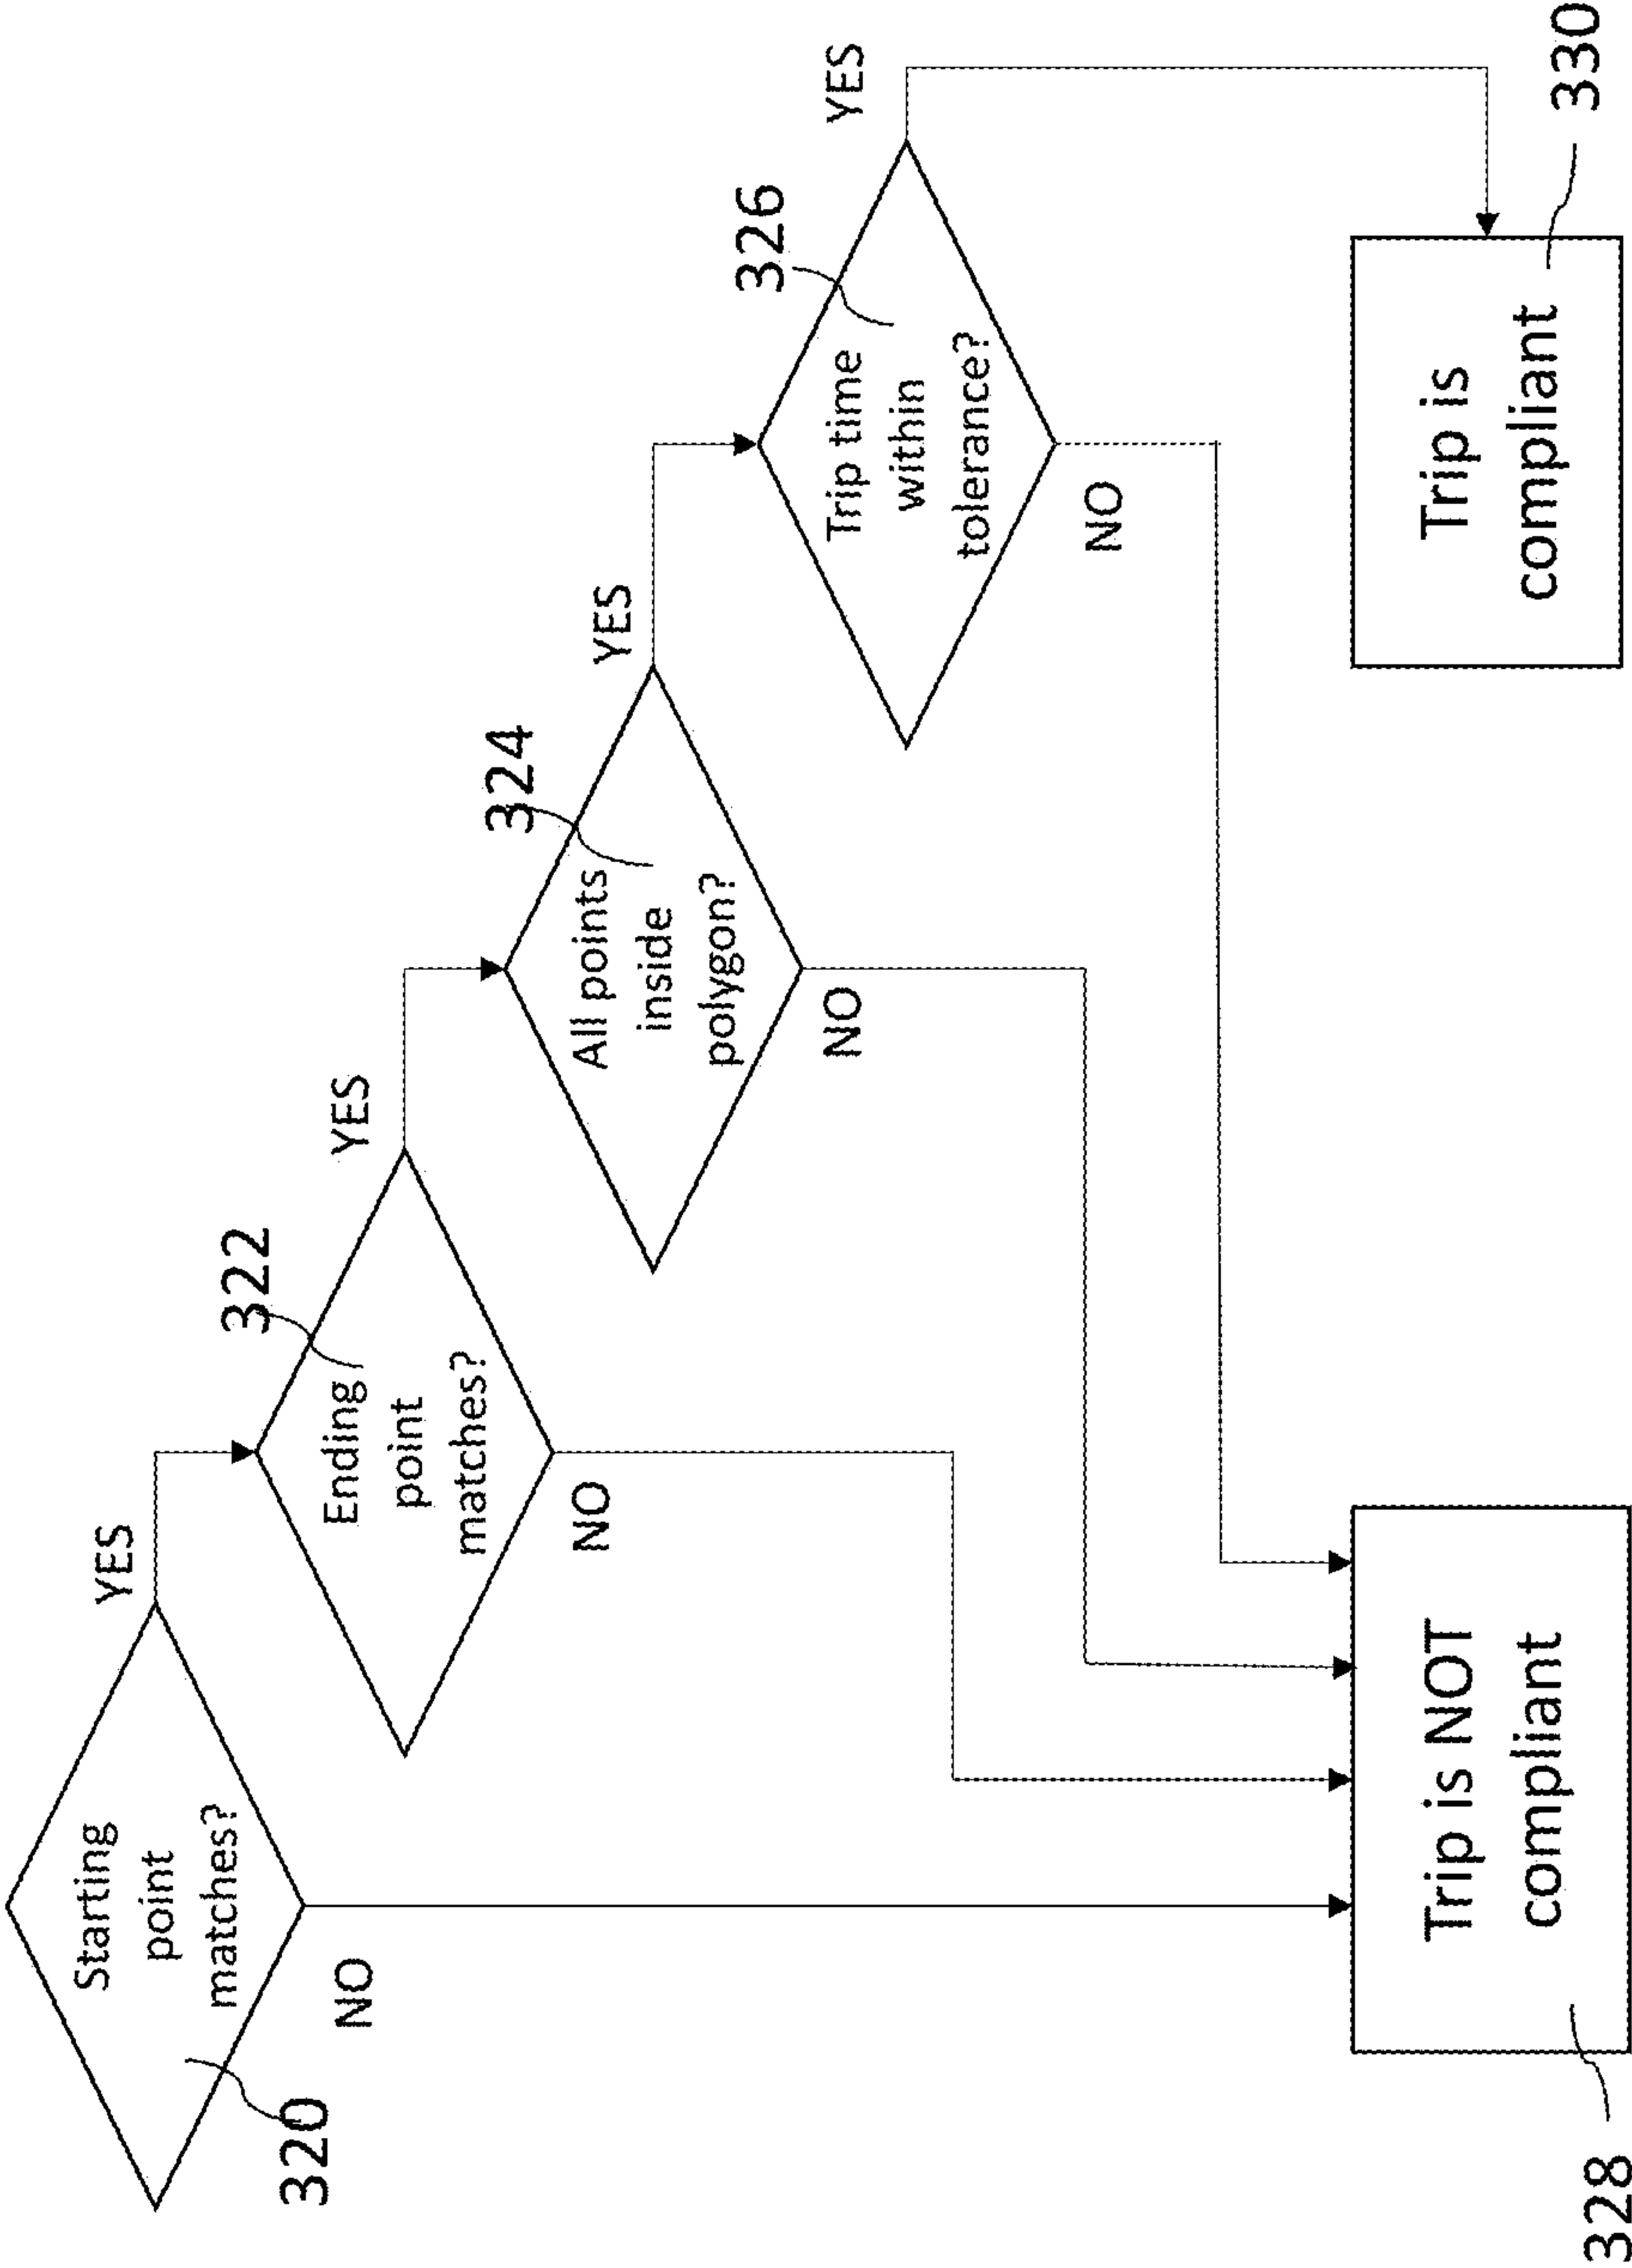 Starting
point
matches?
320
YES
NO
Ending
point
matches?
322
YES
NO
All points
inside
polygon?
324
YES
NO
Trip time
within
tolerance?
326
YES
NO
Trip is NOT
compliant
328
Trip is
compliant
330